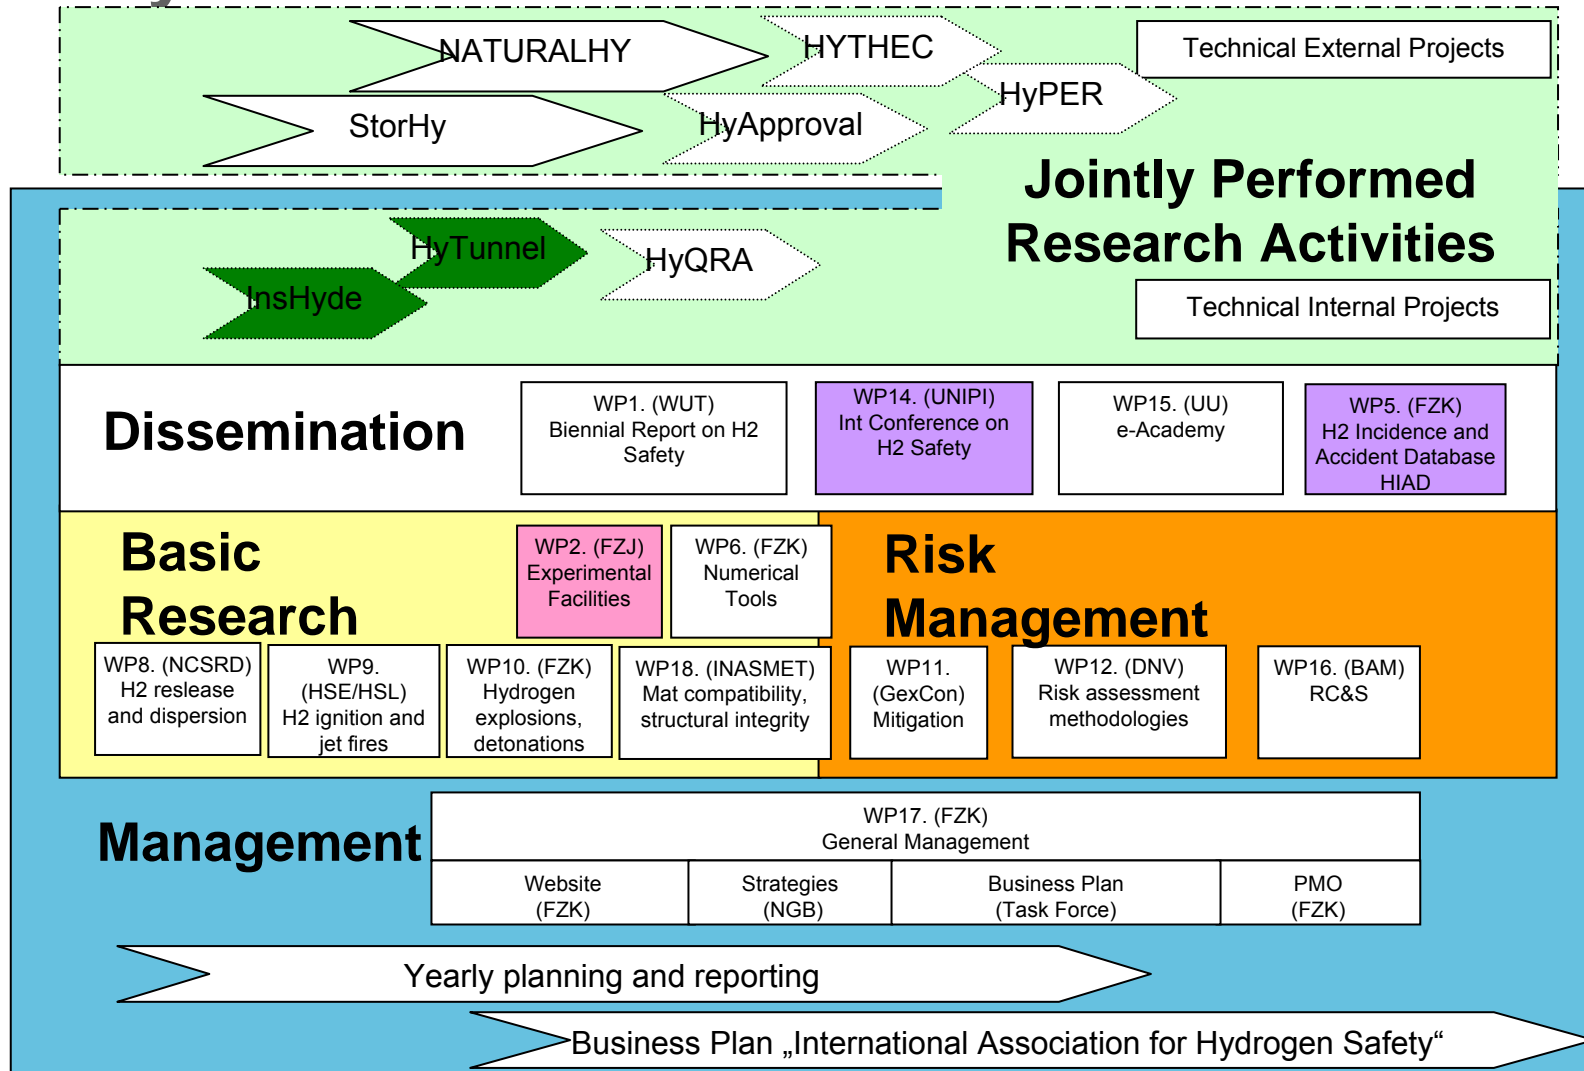 NATURALHY
HYTHEC
Technical External Projects
StorHy
HyApproval
HyPER
Jointly Performed
Research Activities
HyTunnel
HyQRA
InsHyde
Technical Internal Projects
Dissemination
WP1. (WUT)
Biennial Report on H2
Safety
WP14. (UNIPI)
Int Conference on
H2 Safety
WP15. (UU)
e-Academy
WP5. (FZK)
H2 Incidence and
Accident Database
HIAD
Basic
Research
WP2. (FZJ)
Experimental
Facilities
WP6. (FZK)
Numerical
Tools
Risk
Management
WP8. (NCSRD)
H2 reslease
and dispersion
WP9.
(HSE/HSL)
H2 ignition and
jet fires
WP10. (FZK)
Hydrogen
explosions,
detonations
WP18. (INASMET)
Mat compatibility,
structural integrity
WP11.
(GexCon)
Mitigation
WP12. (DNV)
Risk assessment
methodologies
WP16. (BAM)
RC&S
Management
WP17. (FZK)
General Management
Website
(FZK)
Strategies
(NGB)
Business Plan
(Task Force)
PMO
(FZK)
Yearly planning and reporting
Business Plan „International Association for Hydrogen Safety“